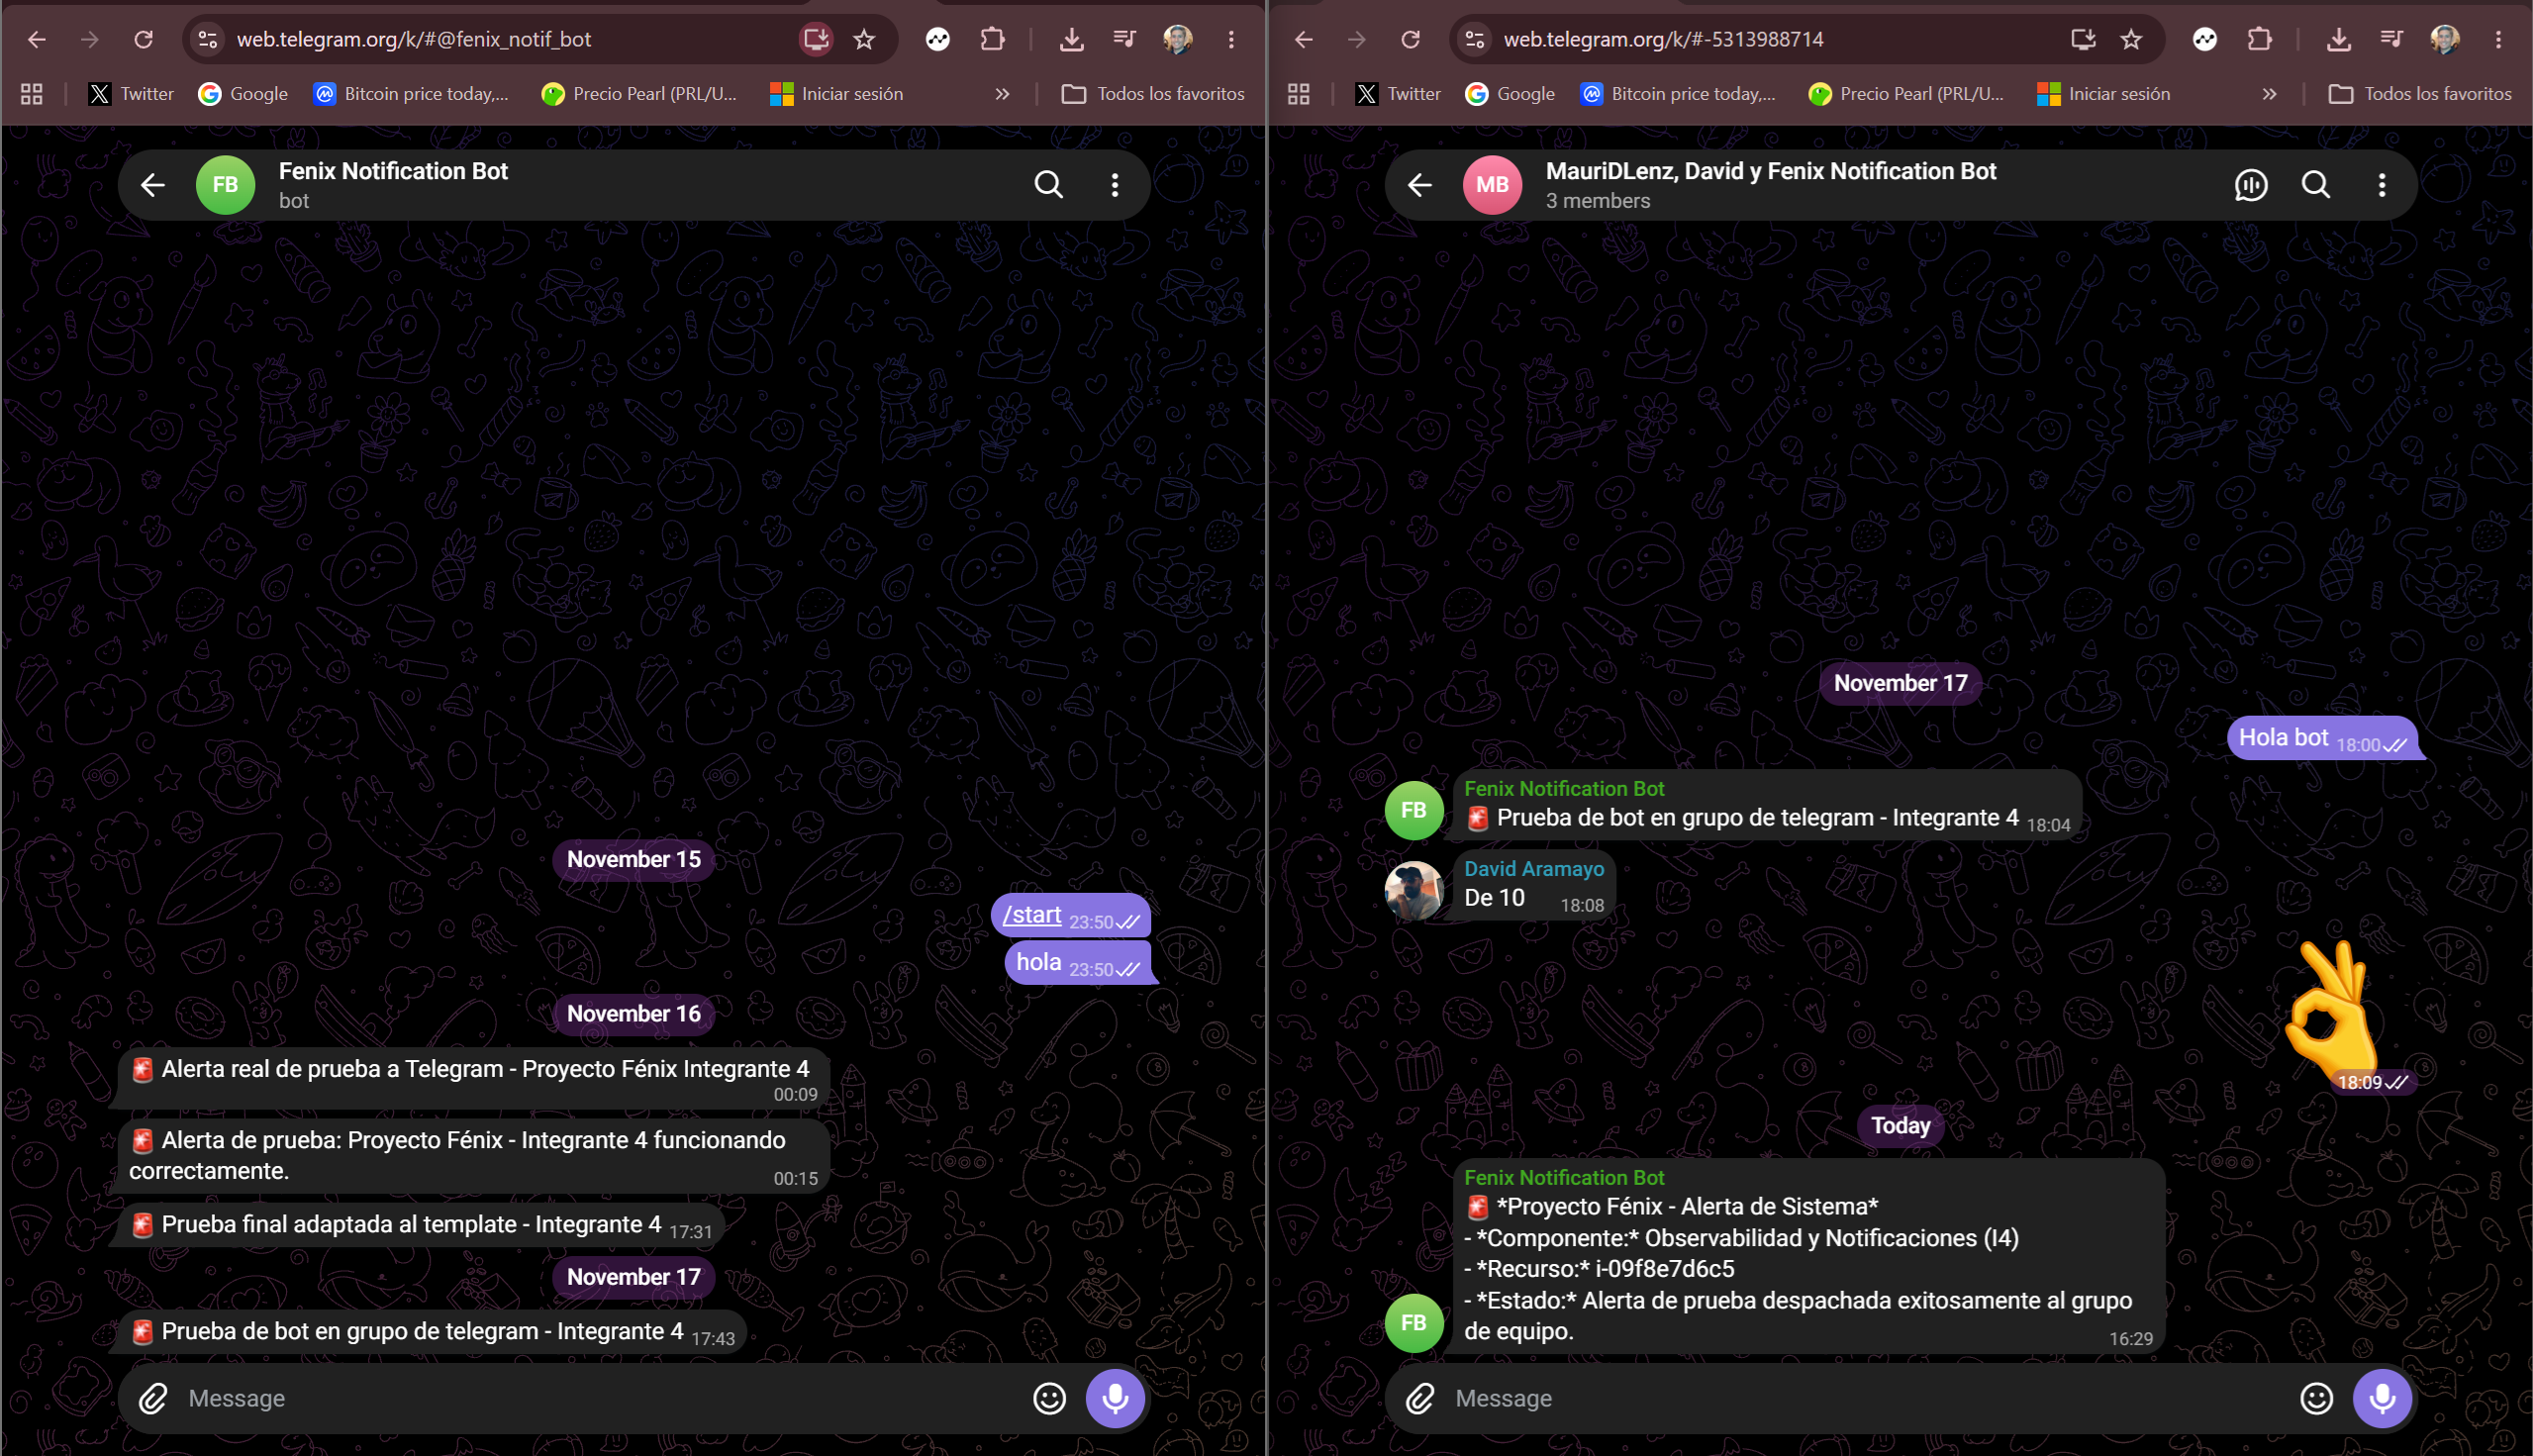 web.telegram.org/k/#@fenix_notif_bot
Twitter
Google
Bitcoin price today,...
Precio Pearl (PRL/U...
Iniciar sesión
»
Todos los favoritos
FB
Fenix Notification Bot
bot
November 15
/start 23:50
hola 23:50
November 16
🚨 Alerta real de prueba a Telegram - Proyecto Fénix Integrante 4
00:09
🚨 Alerta de prueba: Proyecto Fénix - Integrante 4 funcionando
correctamente.
00:15
🚨 Prueba final adaptada al template - Integrante 4 17:31
November 17
🚨 Prueba de bot en grupo de telegram - Integrante 4 17:43
Message
web.telegram.org/k/#-5313988714
Twitter
Google
Bitcoin price today,...
Precio Pearl (PRL/U...
Iniciar sesión
»
Todos los favoritos
MB
MauriDLenz, David y Fenix Notification Bot
3 members
November 17
Hola bot 18:00
FB
Fenix Notification Bot
🚨 Prueba de bot en grupo de telegram - Integrante 4 18:04
David Aramayo
De 10 18:08
18:09
Today
Fenix Notification Bot
🚨 *Proyecto Fénix - Alerta de Sistema*
- *Componente:* Observabilidad y Notificaciones (I4)
- *Recurso:* i-09f8e7d6c5
- *Estado:* Alerta de prueba despachada exitosamente al grupo
de equipo.
16:29
FB
Message